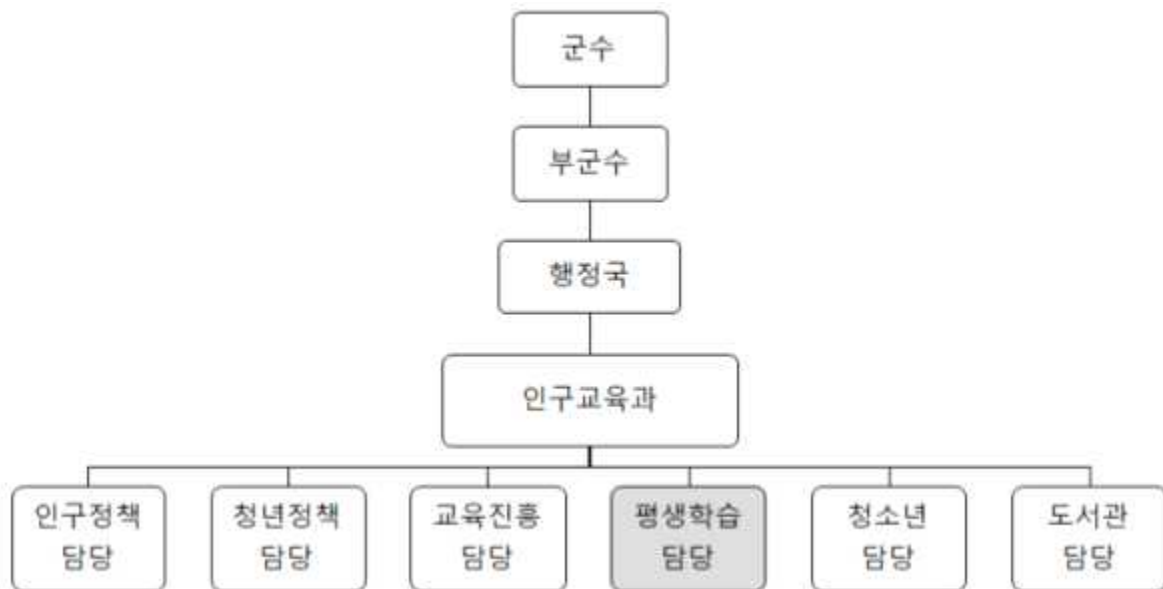 군수
부군수
행정국
인구교육과
인구정책 청년정책 교육진흥 평생학습 청소년 도서관
담당 담당 담당 담당 담당 담당